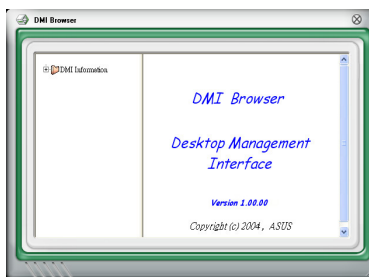 DMI Browser
DMI Information
DMI Browser
Desktop Management
Interface
Version 1.00.00
Copyright (c) 2004, ASUS